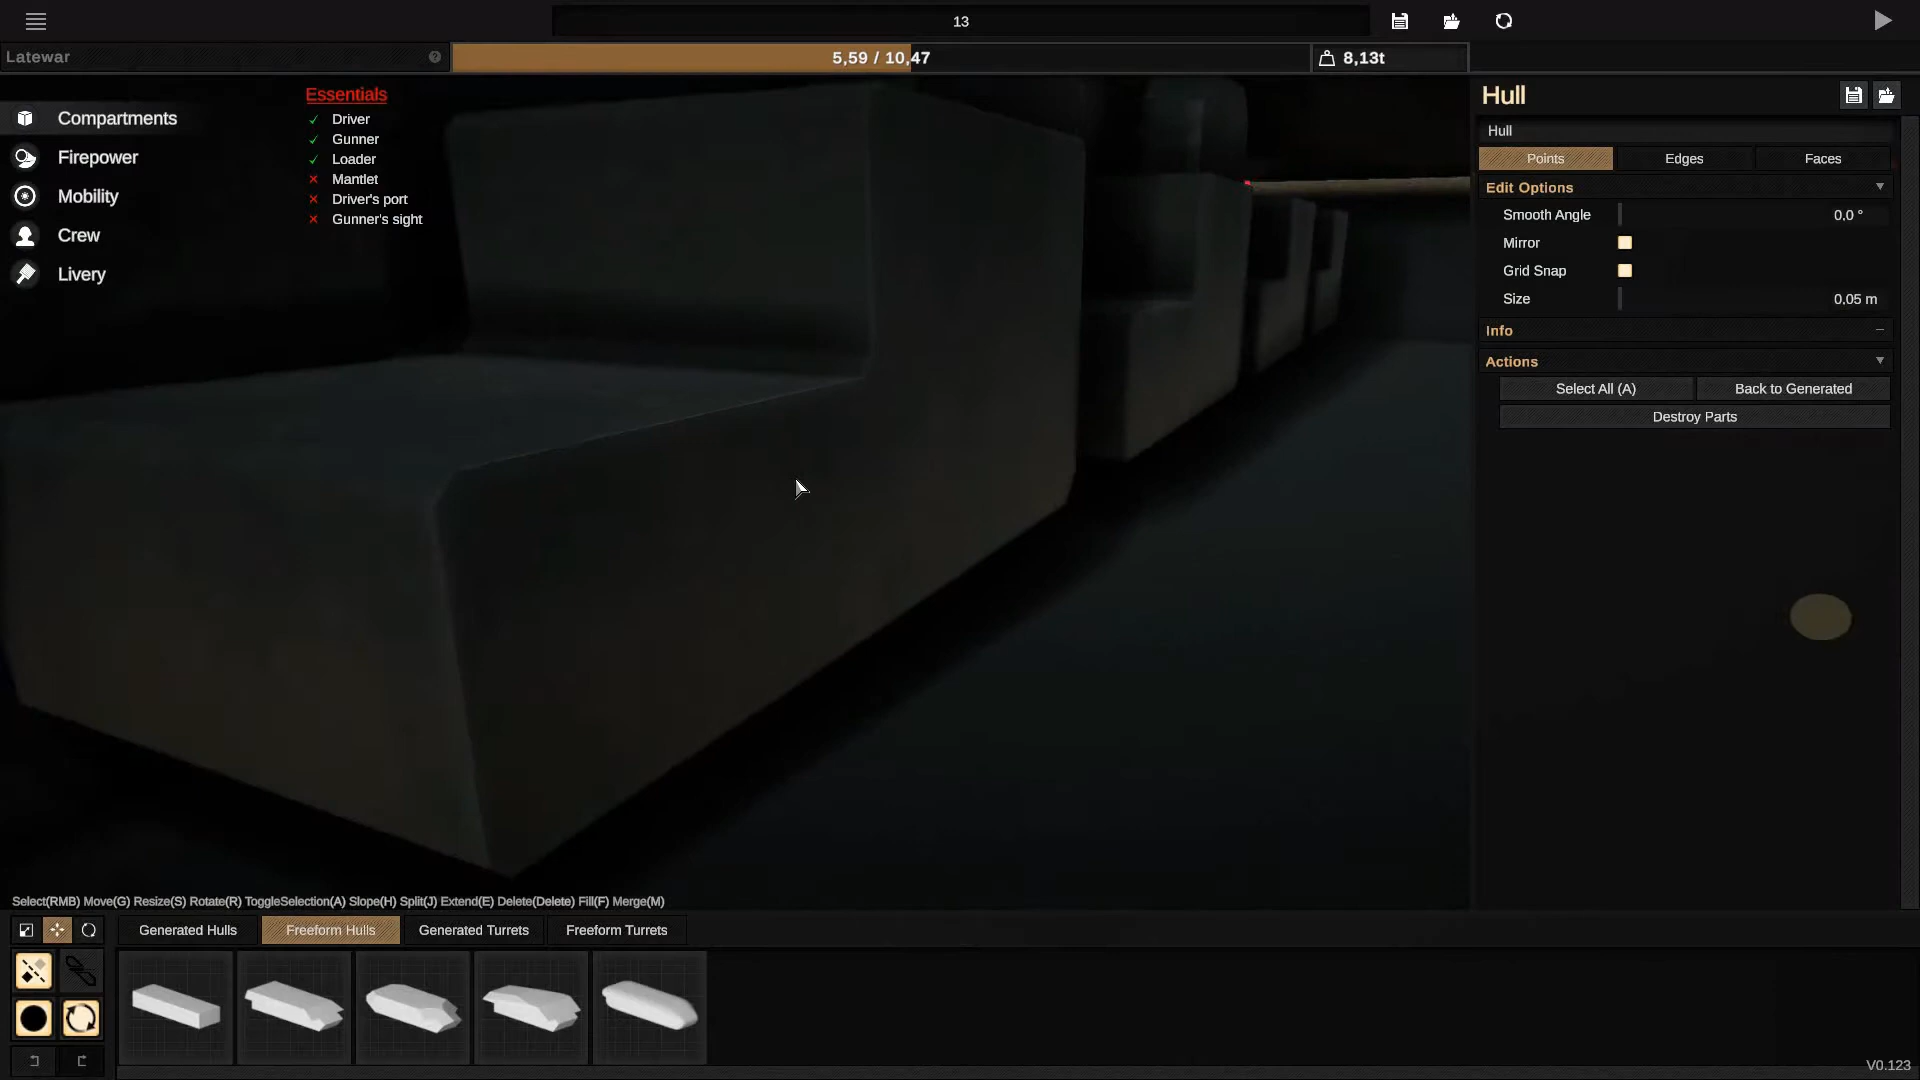 13
Latewar
5,59 / 10,47
8,13t
Compartments
Firepower
Mobility
Crew
Livery
Essentials
Driver
Gunner
Loader
Mantlet
Driver's port
Gunner's sight
Hull
Hull
Points Edges Faces
Edit Options
Smooth Angle 0.0 °
Mirror
Grid Snap
Size 0.05 m
Info
Actions
Select All (A) Back to Generated
Destroy Parts
Select(RMB) Move(G) Resize(S) Rotate(R) ToggleSelection(A) Slope(H) Split(J) Extend(E) Delete(Delete) Fill(F) Merge(M)
Generated Hulls Freeform Hulls Generated Turrets Freeform Turrets
V0.123